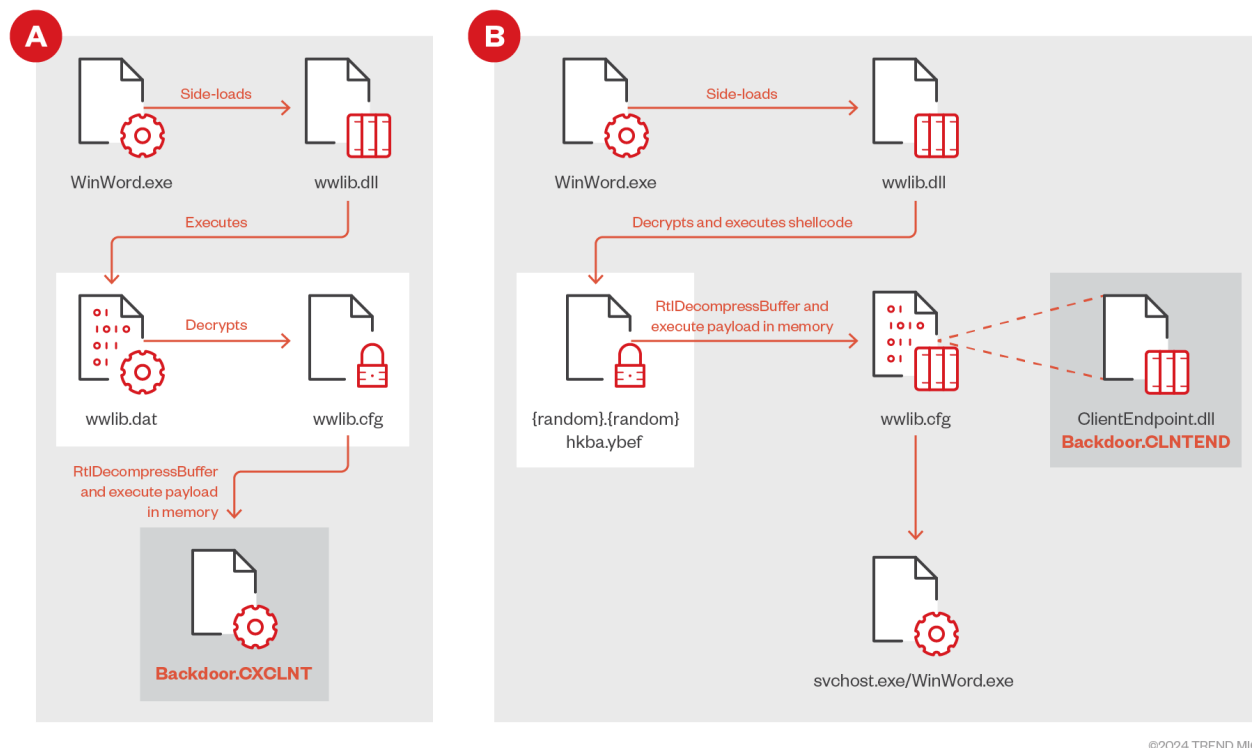 A
Side-loads
WinWord.exe
wwlib.dll
Executes
Decrypts
wwlib.dat
wwlib.cfg
RtlDecompressBuffer
and execute payload
in memory
Backdoor.CXCLNT
B
Side-loads
WinWord.exe
wwlib.dll
Decrypts and executes shellcode
RtlDecompressBuffer and
execute payload in memory
{random}.{random}
hkba.ybef
wwlib.cfg
ClientEndpoint.dll
Backdoor.CLNTEND
svchost.exe/WinWord.exe
©2024 TREND